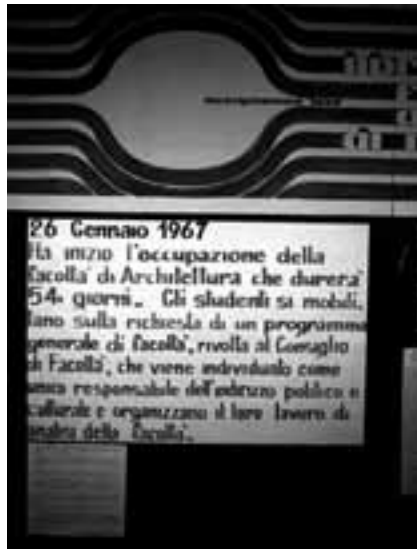 26 Gennaio 1967
Ha inizio l'occupazione della
Facoltà di Architettura che durerà
54 giorni. Gli studenti si mobili,
tano sulla richiesta di un programma
generale di Facoltà, rivolta al Consiglio
di Facoltà, che viene individuato come
unico responsabile dell'indirizzo politico e
culturale e organizzano il loro lavoro di
analisi della Facoltà.